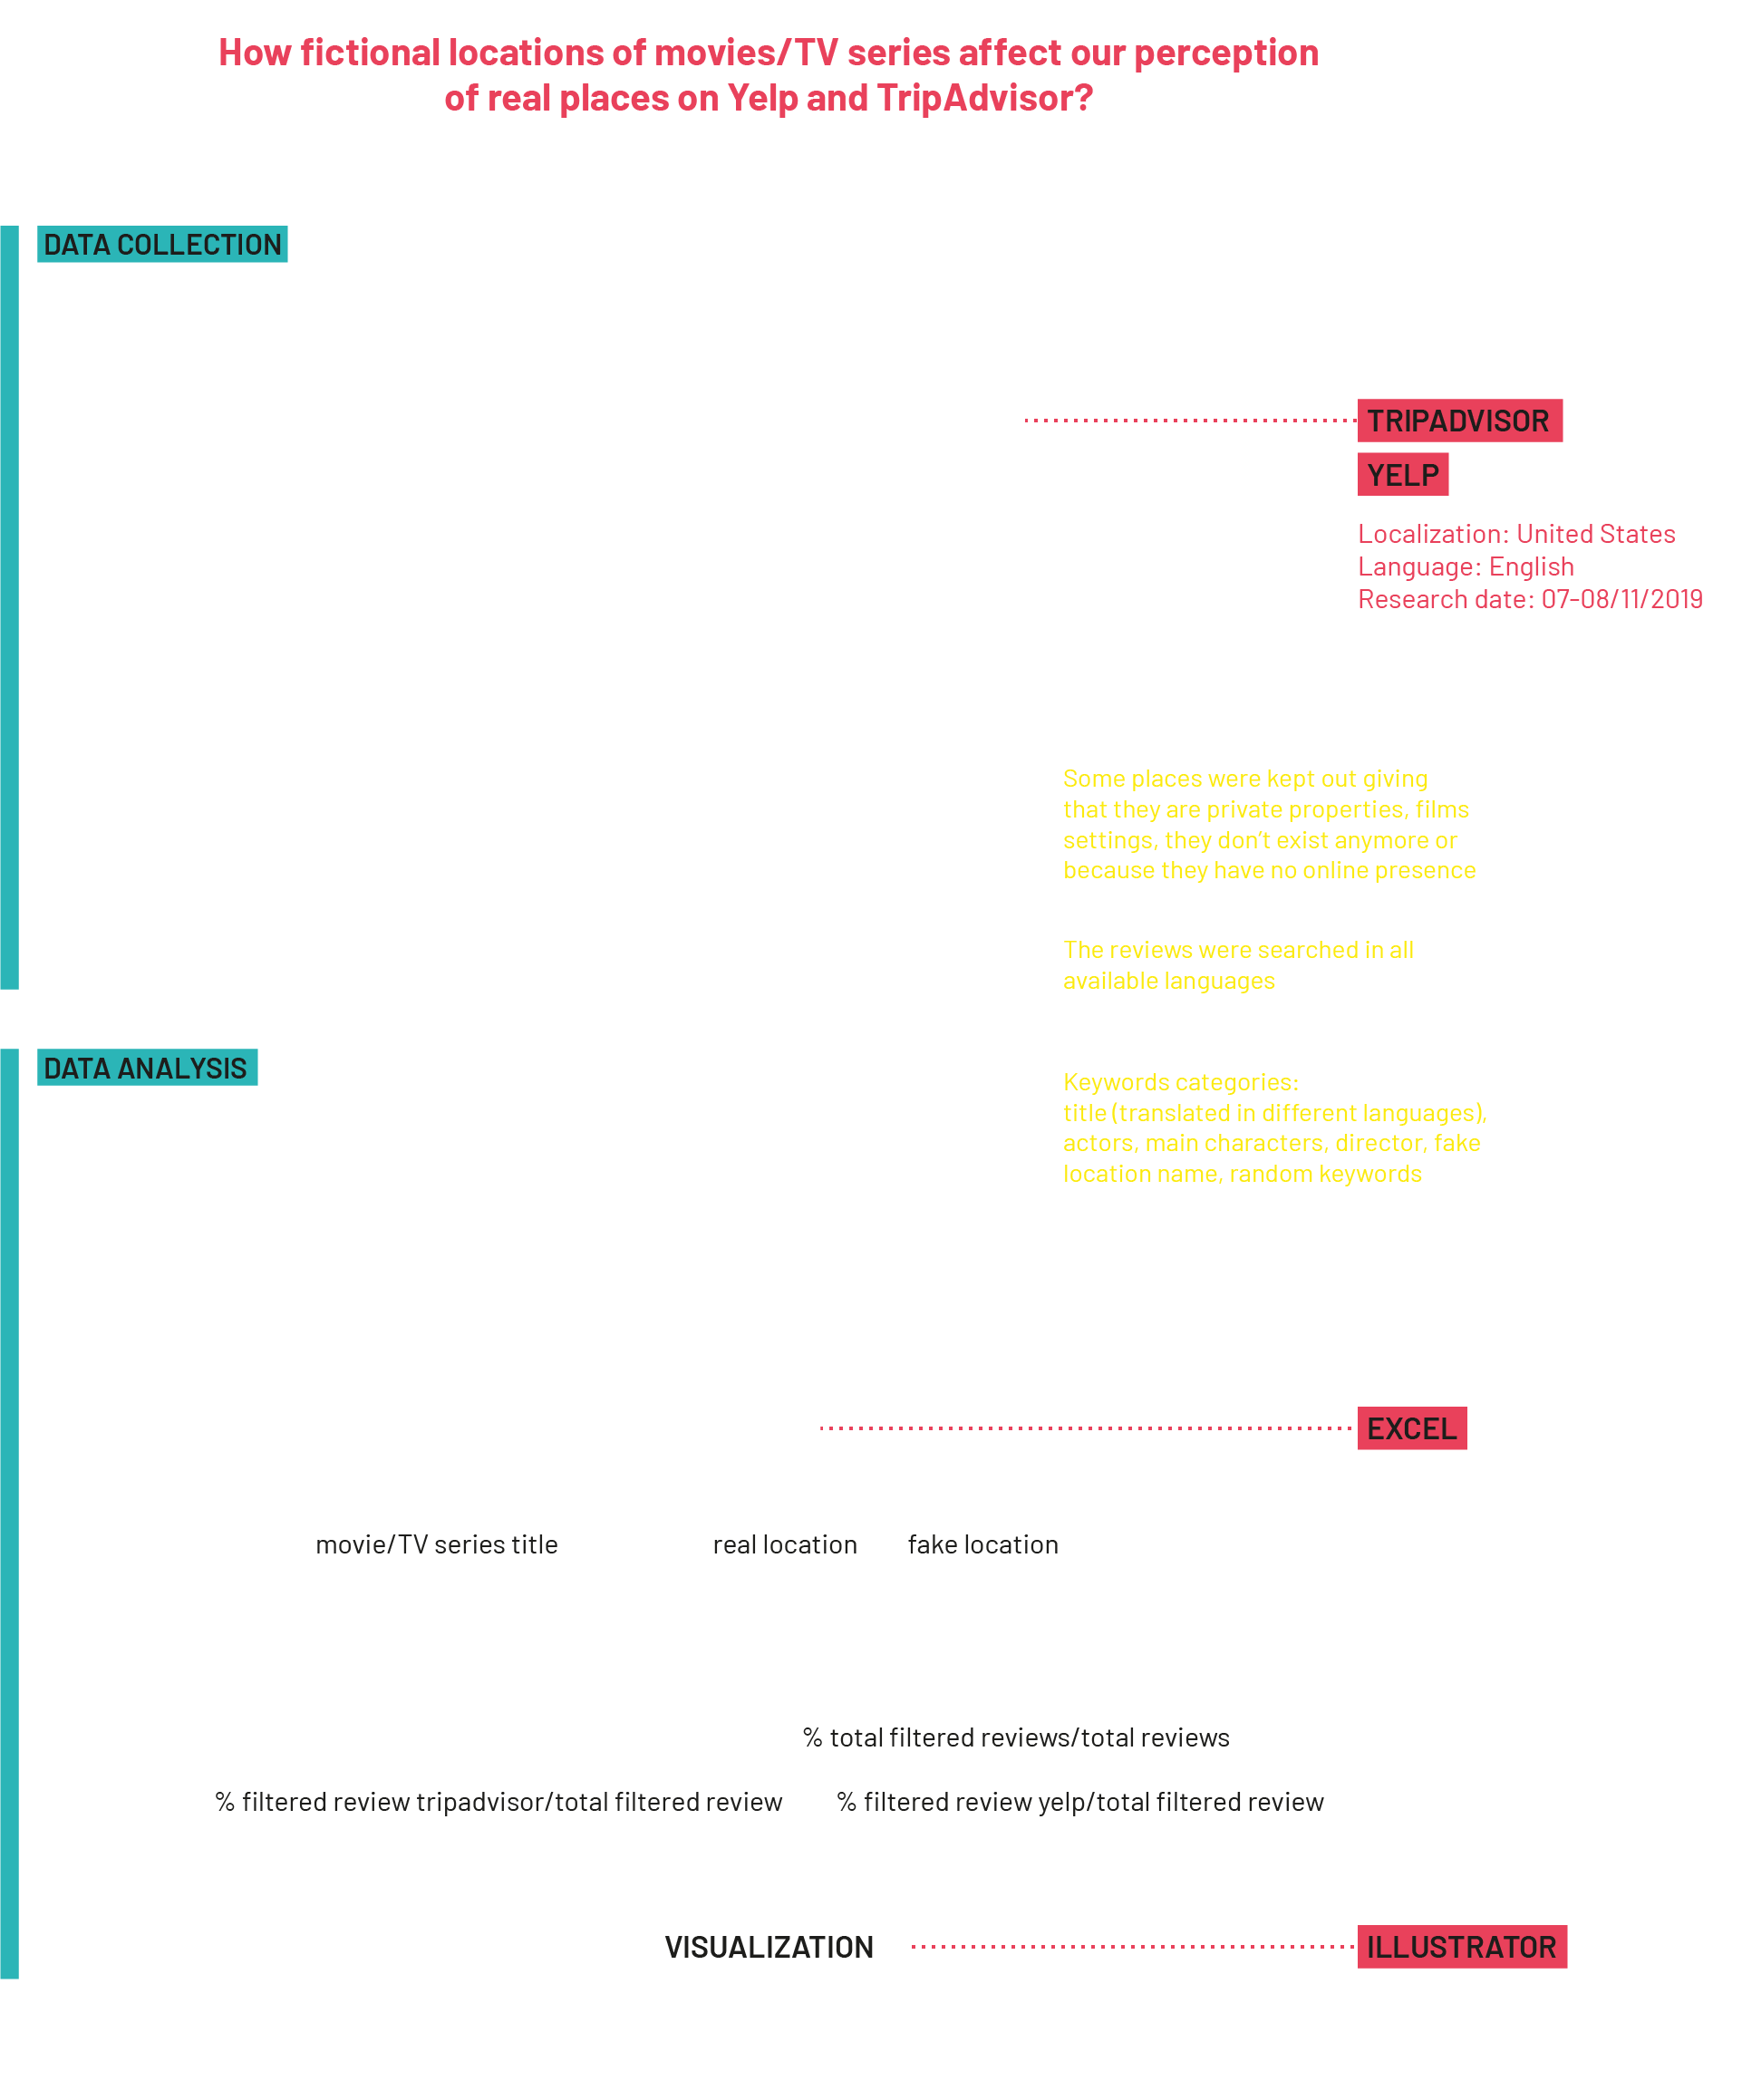 How fictional locations of movies/TV series affect our perception
of real places on Yelp and TripAdvisor?
DATA COLLECTION
TRIPADVISOR
YELP
Localization: United States
Language: English
Research date: 07-08/11/2019
Some places were kept out giving
that they are private properties, films
settings, they don’t exist anymore or
because they have no online presence
The reviews were searched in all
available languages
DATA ANALYSIS
Keywords categories:
title (translated in different languages),
actors, main characters, director, fake
location name, random keywords
EXCEL
movie/TV series title
real location
fake location
% total filtered reviews/total reviews
% filtered review tripadvisor/total filtered review
% filtered review yelp/total filtered review
VISUALIZATION
ILLUSTRATOR